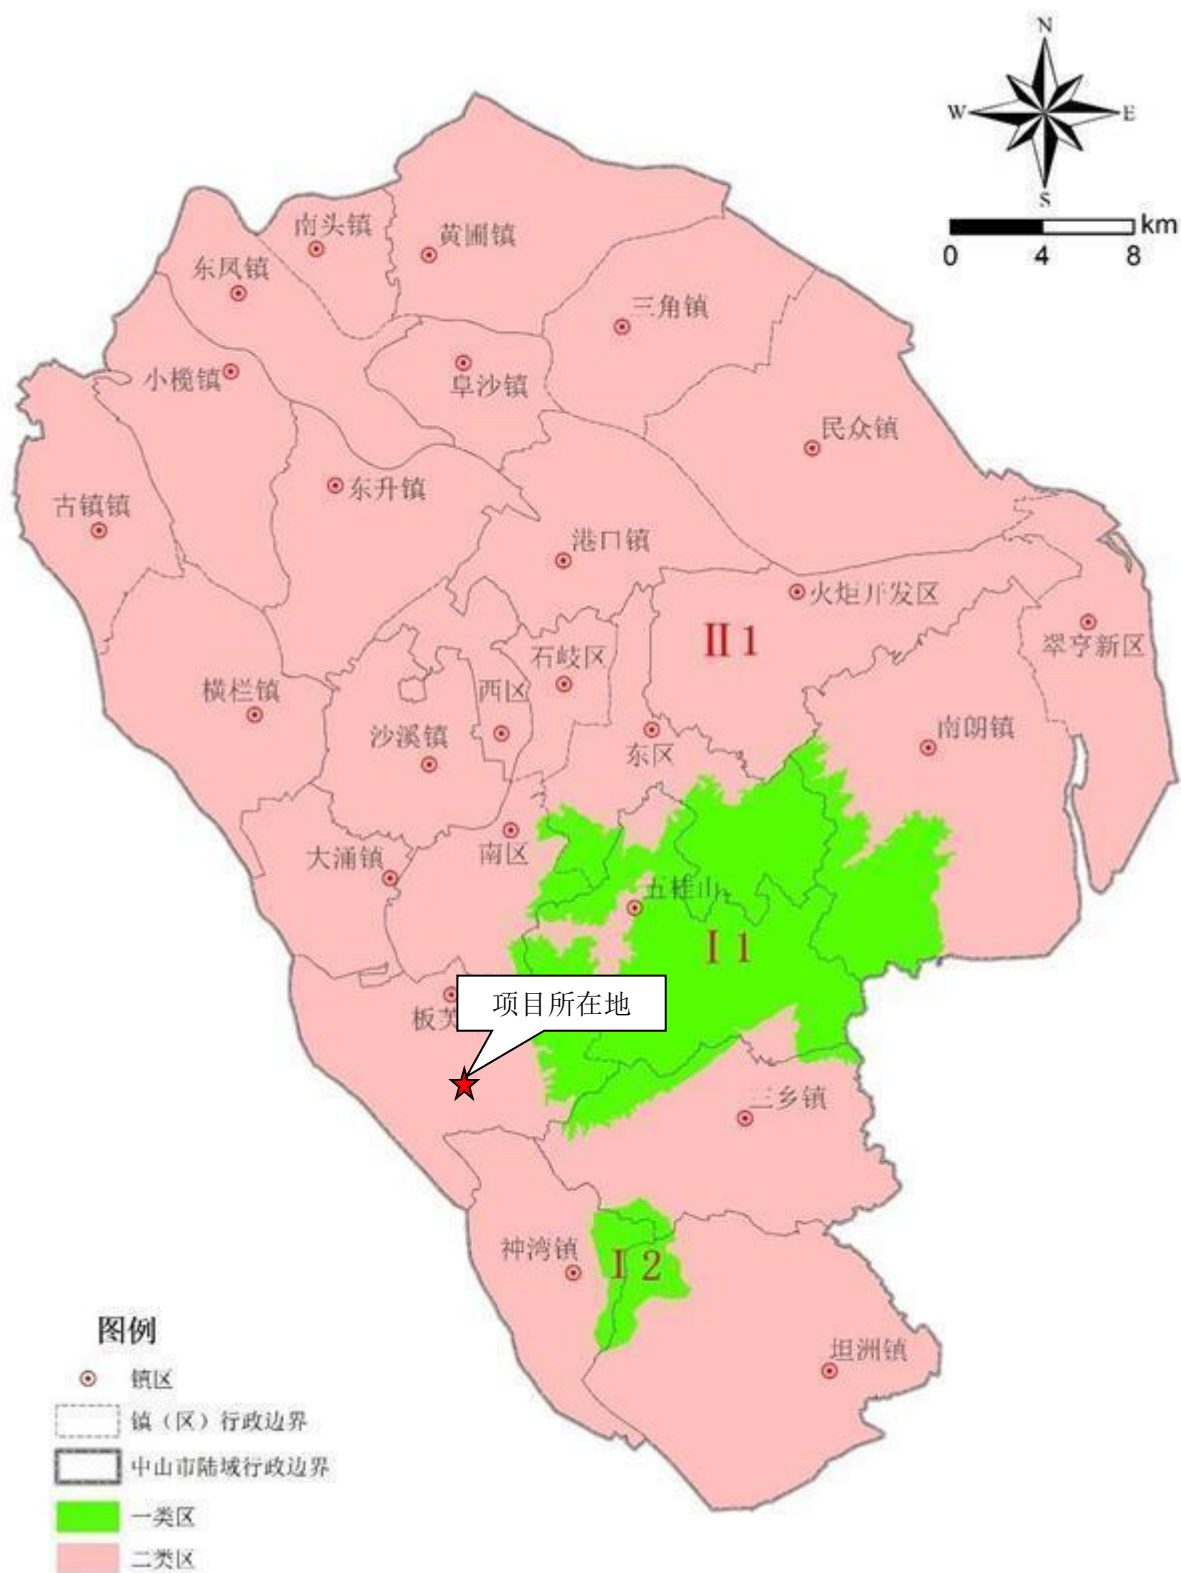 N
W
E
S
km
0
4
8
南头镇
黄圃镇
东凤镇
三角镇
小榄镇
阜沙镇
民众镇
东升镇
古镇镇
港口镇
火炬开发区
Ⅱ1
翠亨新区
石岐区
横栏镇
西区
沙溪镇
东区
南朗镇
南区
大涌镇
五桂山
Ⅰ1
项目所在地
板芙
三乡镇
神湾镇
Ⅰ2
坦洲镇
图例
镇区
镇（区）行政边界
中山市陆域行政边界
一类区
二类区